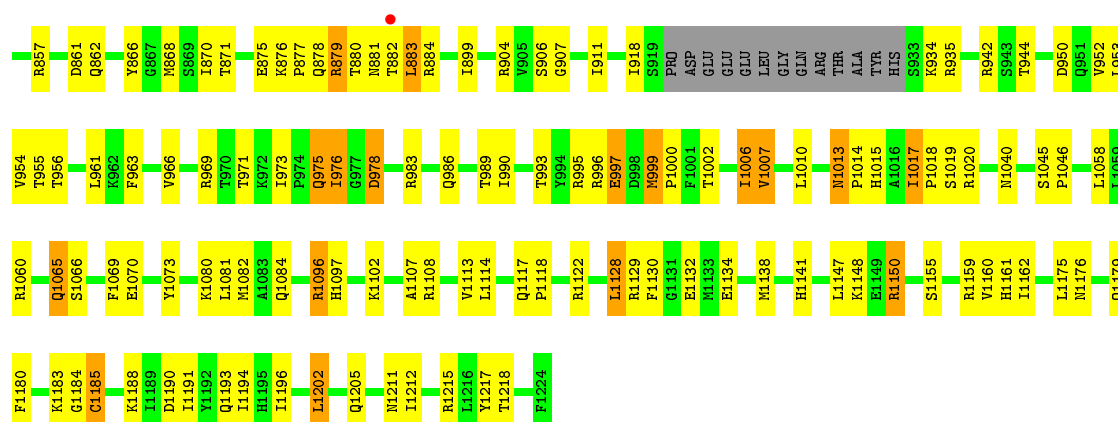 R857 D861 Q862 Y866 G867 M868 S869 I870 T871 E875 K876 P877 Q878 R879 T880 N881 T882 L883 R884 I899 R904 V905 S906 G907 I911 I918 S919 PRO ASP GLU GLU GLU LEU GLY GLN ARG THR ALA TYR HIS S933 K934 R935 R942 S943 T944 D950 Q951 V952 L953
V954 T955 T956 L961 K962 F963 V966 R969 T970 T971 K972 I973 P974 Q975 I976 G977 D978 R983 Q986 T989 I990 T993 Y994 R995 R996 E997 D998 M999 P1000 F1001 T1002 I1006 V1007 L1010 N1013 P1014 H1015 A1016 I1017 P1018 S1019 R1020 N1040 S1045 P1046 L1058 L1059
R1060 Q1065 S1066 F1069 E1070 Y1073 K1080 L1081 M1082 A1083 Q1084 R1096 H1097 K1102 A1107 R1108 V1113 L1114 Q1117 P1118 R1122 L1128 R1129 F1130 G1131 E1132 M1133 E1134 M1138 H1141 L1147 K1148 E1149 R1150 S1155 R1159 V1160 H1161 I1162 L1175 N1176 Q1179
F1180 K1183 G1184 C1185 K1188 I1189 D1190 I1191 Y1192 Q1193 I1194 H1195 I1196 L1202 Q1205 N1211 I1212 R1215 L1216 Y1217 T1218 F1224